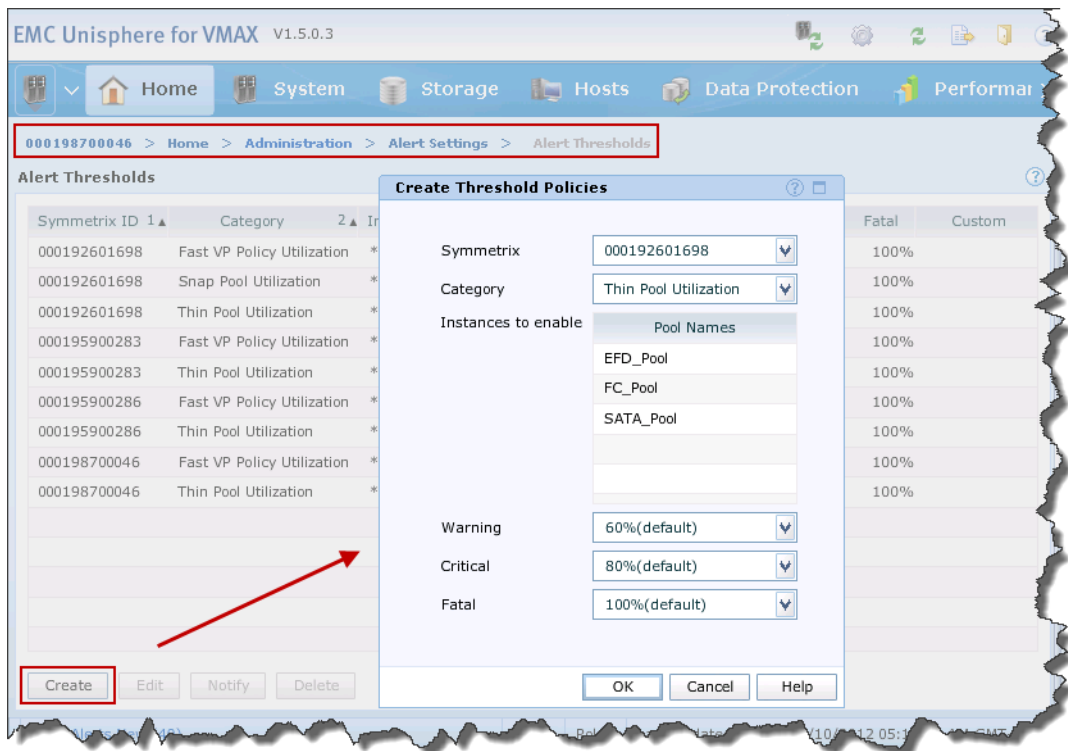 EMC Unisphere for VMAX V1.5.0.3
Home System Storage Hosts Data Protection
000198700046 > Home > Administration > Alert Settings > Alert Thresholds
Alert Thresholds
Symmetrix ID 1 Category 2 Fatal Custom
000192601698 Fast VP Policy Utilization * 100%
000192601698 Snap Pool Utilization * 100%
000192601698 Thin Pool Utilization * 100%
000195900283 Fast VP Policy Utilization * 100%
000195900283 Thin Pool Utilization * 100%
000195900286 Fast VP Policy Utilization * 100%
000195900286 Thin Pool Utilization * 100%
000198700046 Fast VP Policy Utilization * 100%
000198700046 Thin Pool Utilization * 100%
Create Edit Notify Delete
Create Threshold Policies
Symmetrix 000192601698
Category Thin Pool Utilization
Instances to enable Pool Names
EFD_Pool
FC_Pool
SATA_Pool
Warning 60%(default)
Critical 80%(default)
Fatal 100%(default)
OK Cancel Help